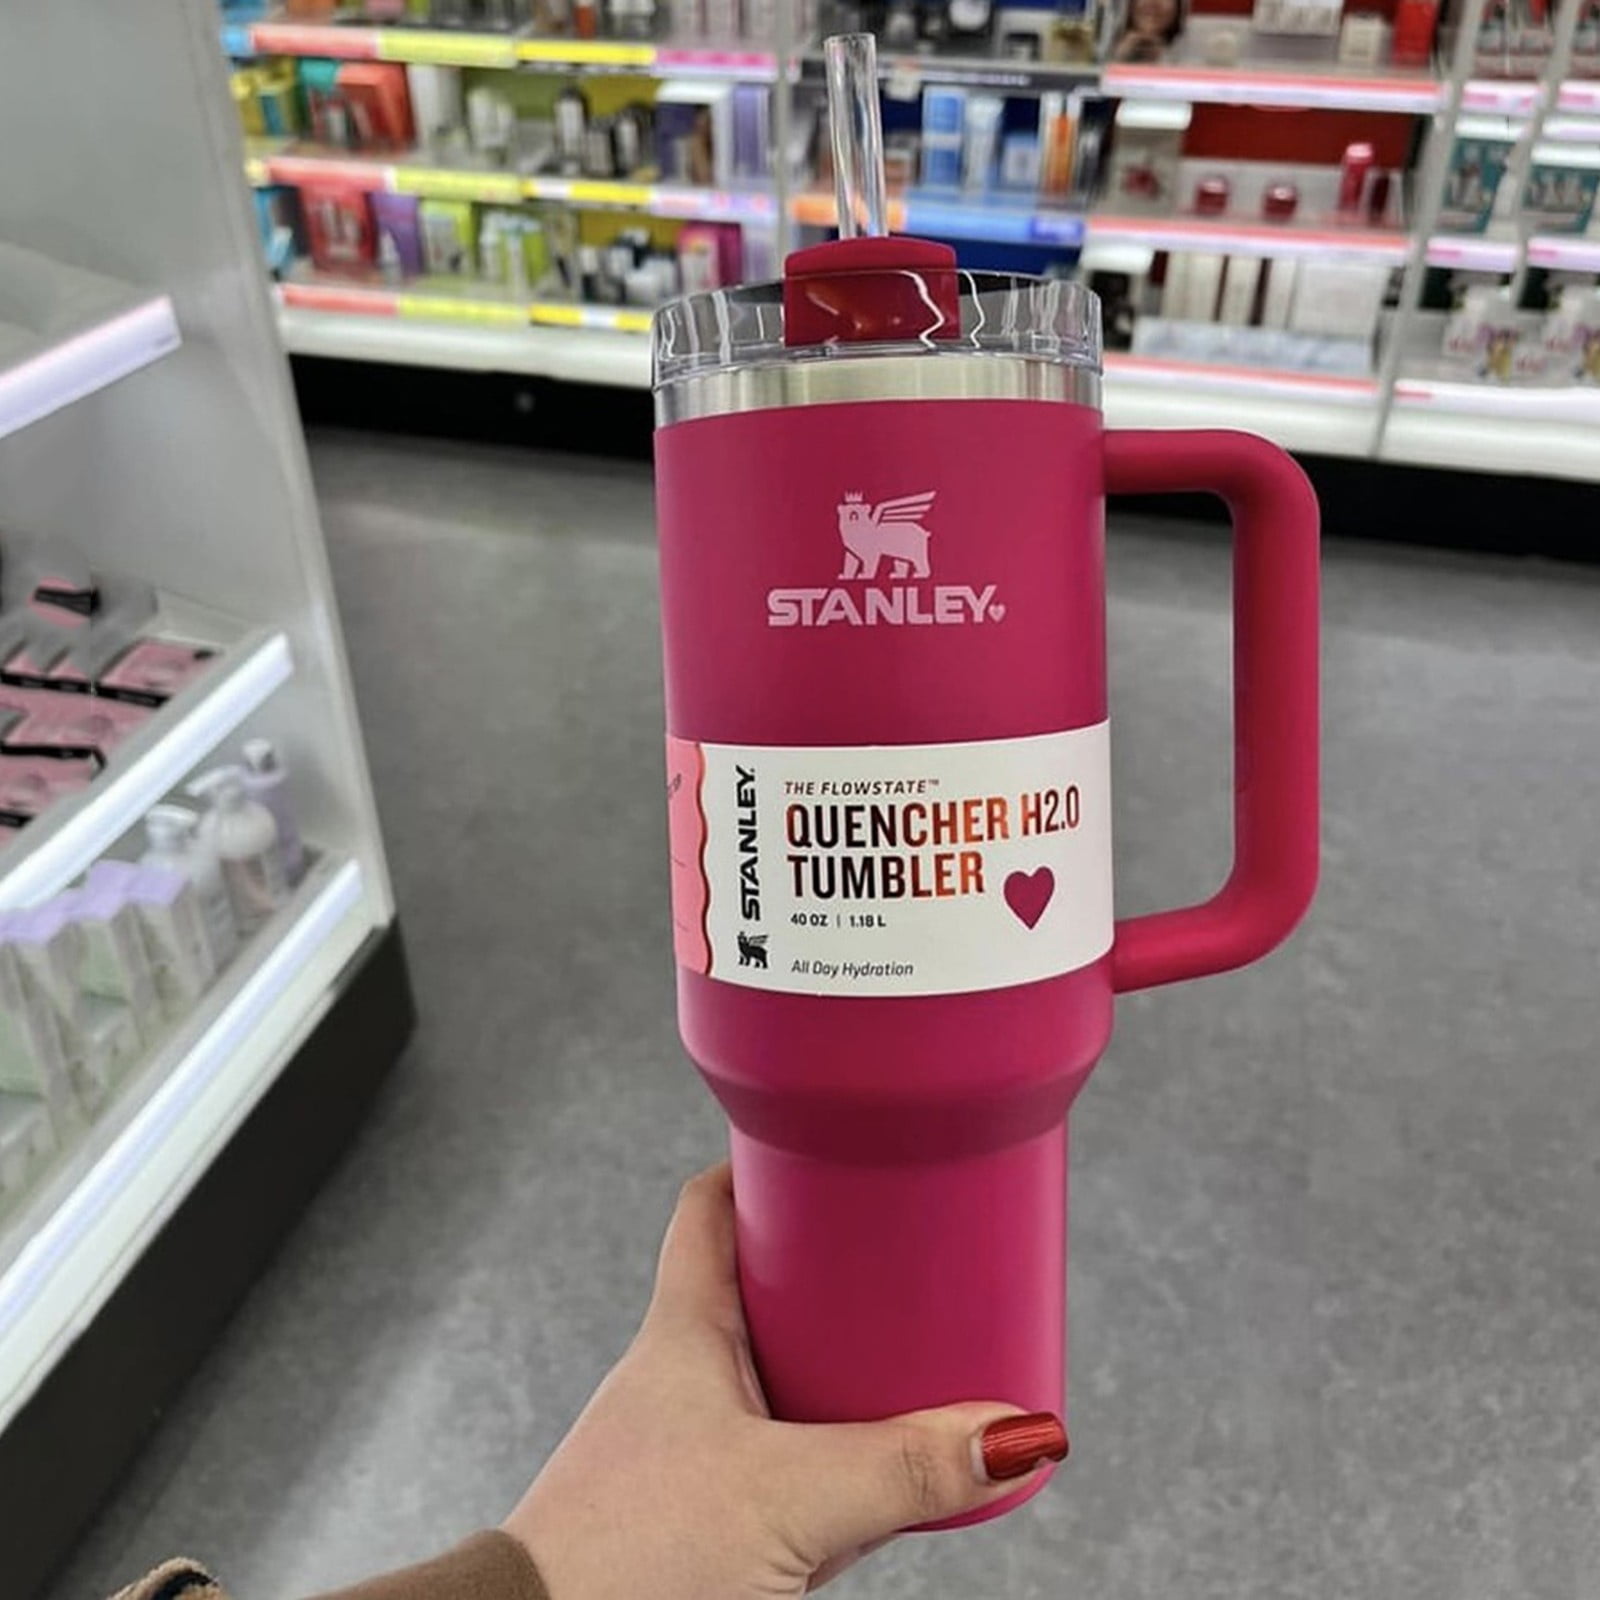 STANLEY
STANLEY
THE FLOWSTATE™
QUENCHER H2.0
TUMBLER
40 OZ | 1.18 L
All Day Hydration